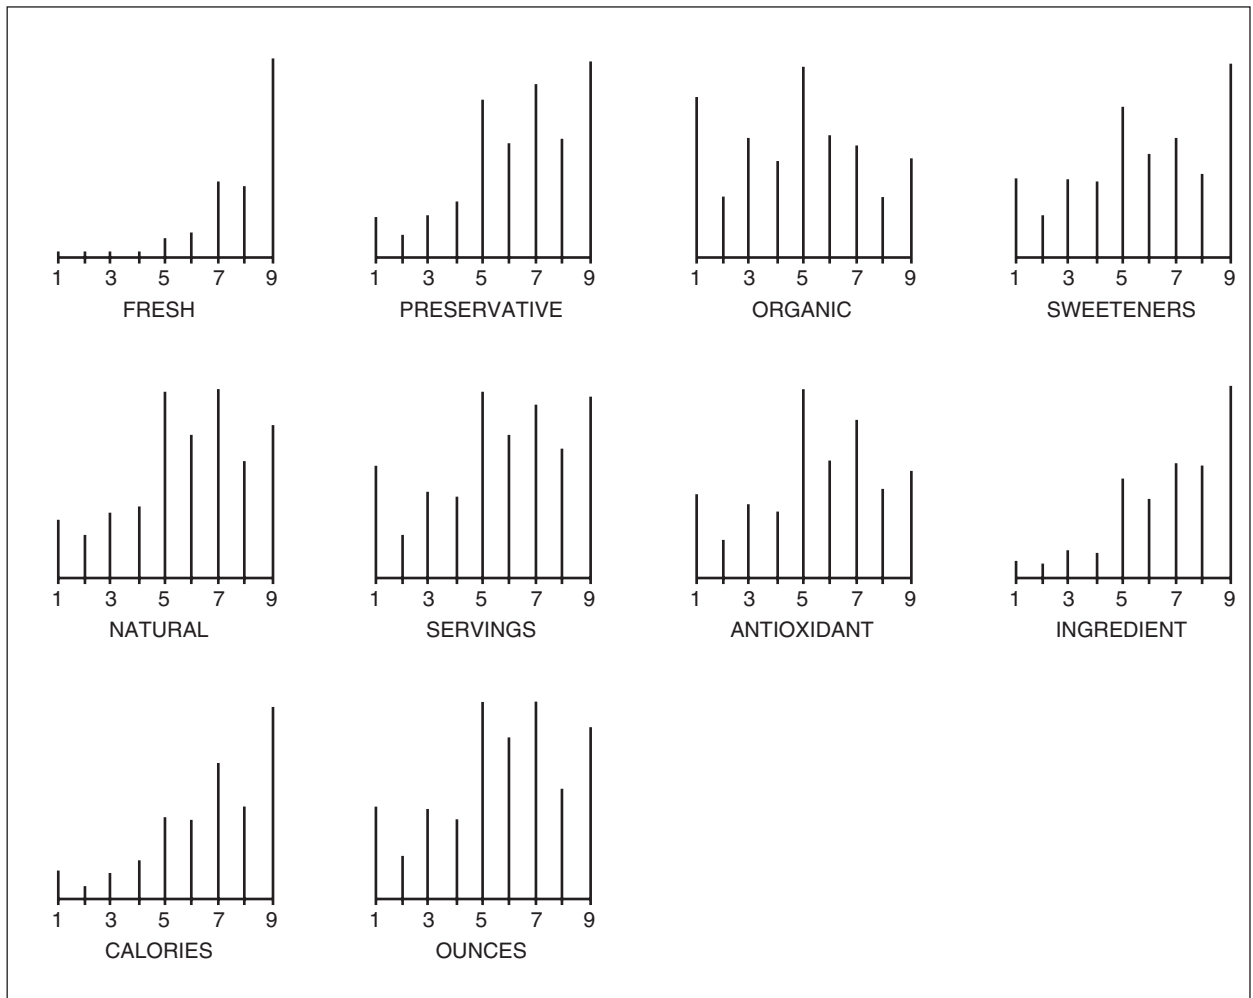 1 3 5 7 9 1 3 5 7 9 1 3 5 7 9 1 3 5 7 9
FRESH PRESERVATIVE ORGANIC SWEETENERS
1 3 5 7 9 1 3 5 7 9 1 3 5 7 9 1 3 5 7 9
NATURAL SERVINGS ANTIOXIDANT INGREDIENT
1 3 5 7 9 1 3 5 7 9
CALORIES OUNCES